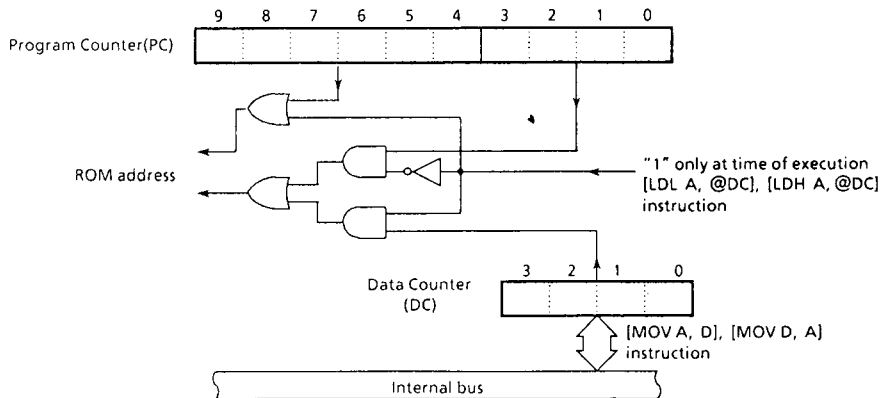 9 8 7 6 5 4 3 2 1 0
Program Counter(PC)
ROM address
"1" only at time of execution
[LDL A, @DC], [LDH A, @DC]
instruction
3 2 1 0
Data Counter
(DC)
[MOV A, D], [MOV D, A]
instruction
Internal bus